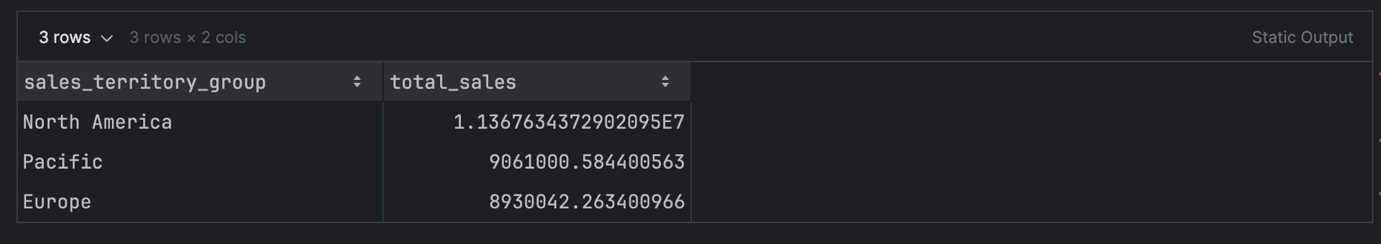 3 rows 3 rows × 2 cols Static Output
sales_territory_group total_sales
North America 1.1367634372902095E7
Pacific 9061000.584400563
Europe 8930042.263400966